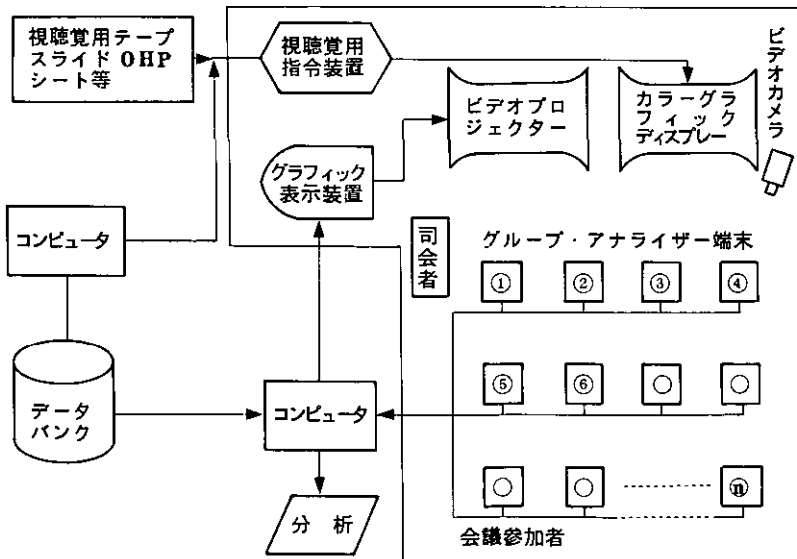 視聴覚用テープ
スライドOHP
シート等
視聴覚用
指令装置
ビデオプロ
ジェクター
カラーグラ
フィック
ディスプレー
ビデオカメラ
グラフィック
表示装置
コンピュータ
司会者
グループ・アナライザー端末
① ② ③ ④
⑤ ⑥
データ
バンク
コンピュータ
分析
ⓝ
会議参加者